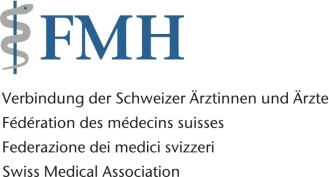 FMH
Verbindung der Schweizer Ärztinnen und Ärzte
Fédération des médecins suisses
Federazione dei medici svizzeri
Swiss Medical Association